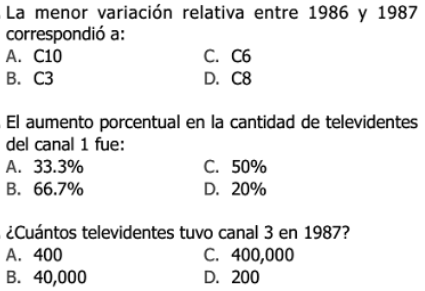 La menor variación relativa entre 1986 y 1987
correspondió a:
A. C10 C. C6
B. C3 D. C8
El aumento porcentual en la cantidad de televidentes
del canal 1 fue:
A. 33.3% C. 50%
B. 66.7% D. 20%
¿Cuántos televidentes tuvo canal 3 en 1987?
A. 400 C. 400,000
B. 40,000 D. 200